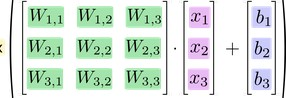 W1,1 W1,2 W1,3 x1 b1
W2,1 W2,2 W2,3 · x2 + b2
W3,1 W3,2 W3,3 x3 b3